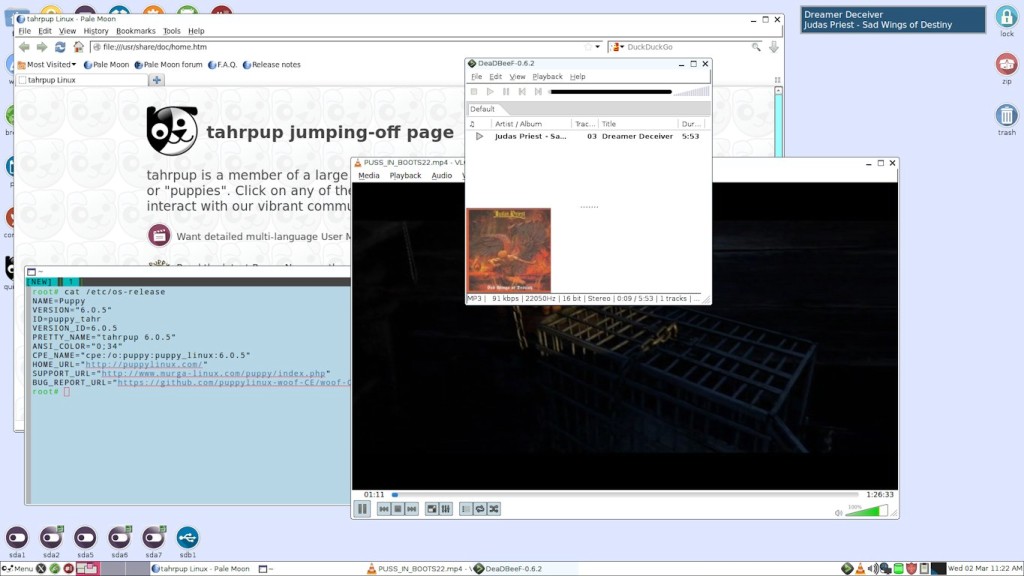 tahrpup Linux - Pale Moon
File Edit View History Bookmarks Tools Help
file:///usr/share/doc/home.htm
DuckDuckGo
Most Visited Pale Moon Pale Moon forum F.A.Q. Release notes
tahrpup Linux
tahrpup jumping-off page
tahrpup is a member of a large
or "puppies". Click on any of the
interact with our vibrant commu
Want detailed multi-language User M
Dreamer Deceiver
Judas Priest - Sad Wings of Destiny
lock
zip
trash
DeaDBeeF-0.6.2
File Edit View Playback Help
Default
Artist / Album Trac... Title Dur...
Judas Priest - Sa... 03 Dreamer Deceiver 5:53
Judas Priest
Sad Wings of Destiny
MP3 | 91 kbps | 22050Hz | 16 bit | Stereo | 0:09 / 5:53 | 1 tracks | ...
PUSS_IN_BOOTS22.mp4 - VL
Media Playback Audio
01:11
1:26:33
100%
~
[NEW] 1
root# cat /etc/os-release
NAME=Puppy
VERSION="6.0.5"
ID=puppy_tahr
VERSION_ID=6.0.5
PRETTY_NAME="tahrpup 6.0.5"
ANSI_COLOR="0;34"
CPE_NAME="cpe:/o:puppy:puppy_linux:6.0.5"
HOME_URL="http://puppylinux.com/"
SUPPORT_URL="http://www.murga-linux.com/puppy/index.php"
BUG_REPORT_URL="https://github.com/puppylinux-woof-CE/woof-C
root#
sda1 sda2 sda5 sda6 sda7 sdb1
Menu
tahrpup Linux - Pale Moon
~
PUSS_IN_BOOTS22.mp4 - V
DeaDBeeF-0.6.2
Wed 02 Mar 11:22 AM